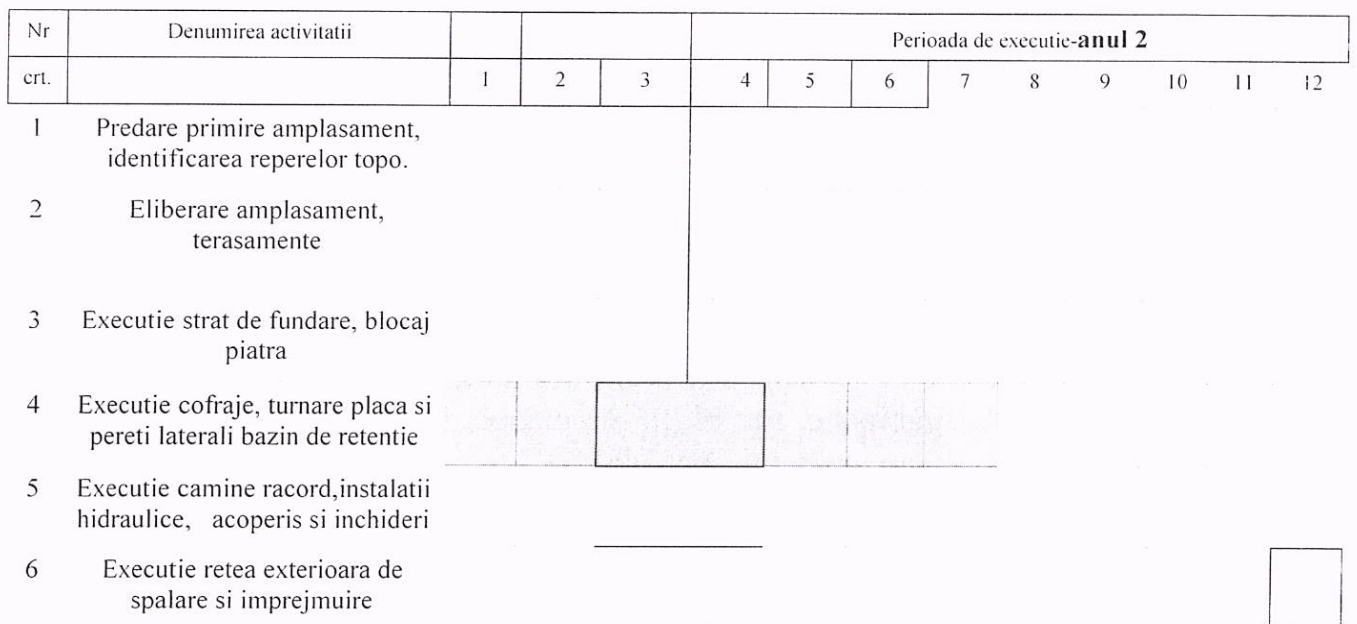 Nr Denumirea activitatii Perioada de executie-anul 2
crt. 1 2 3 4 5 6 7 8 9 10 11 12
1 Predare primire amplasament,
identificarea reperelor topo.
2 Eliberare amplasament,
terasamente
3 Executie strat de fundare, blocaj
piatra
4 Executie cofraje, turnare placa si
pereti laterali bazin de retentie
5 Executie camine racord,instalatii
hidraulice, acoperis si inchideri
6 Executie retea exterioara de
spalare si imprejmuire